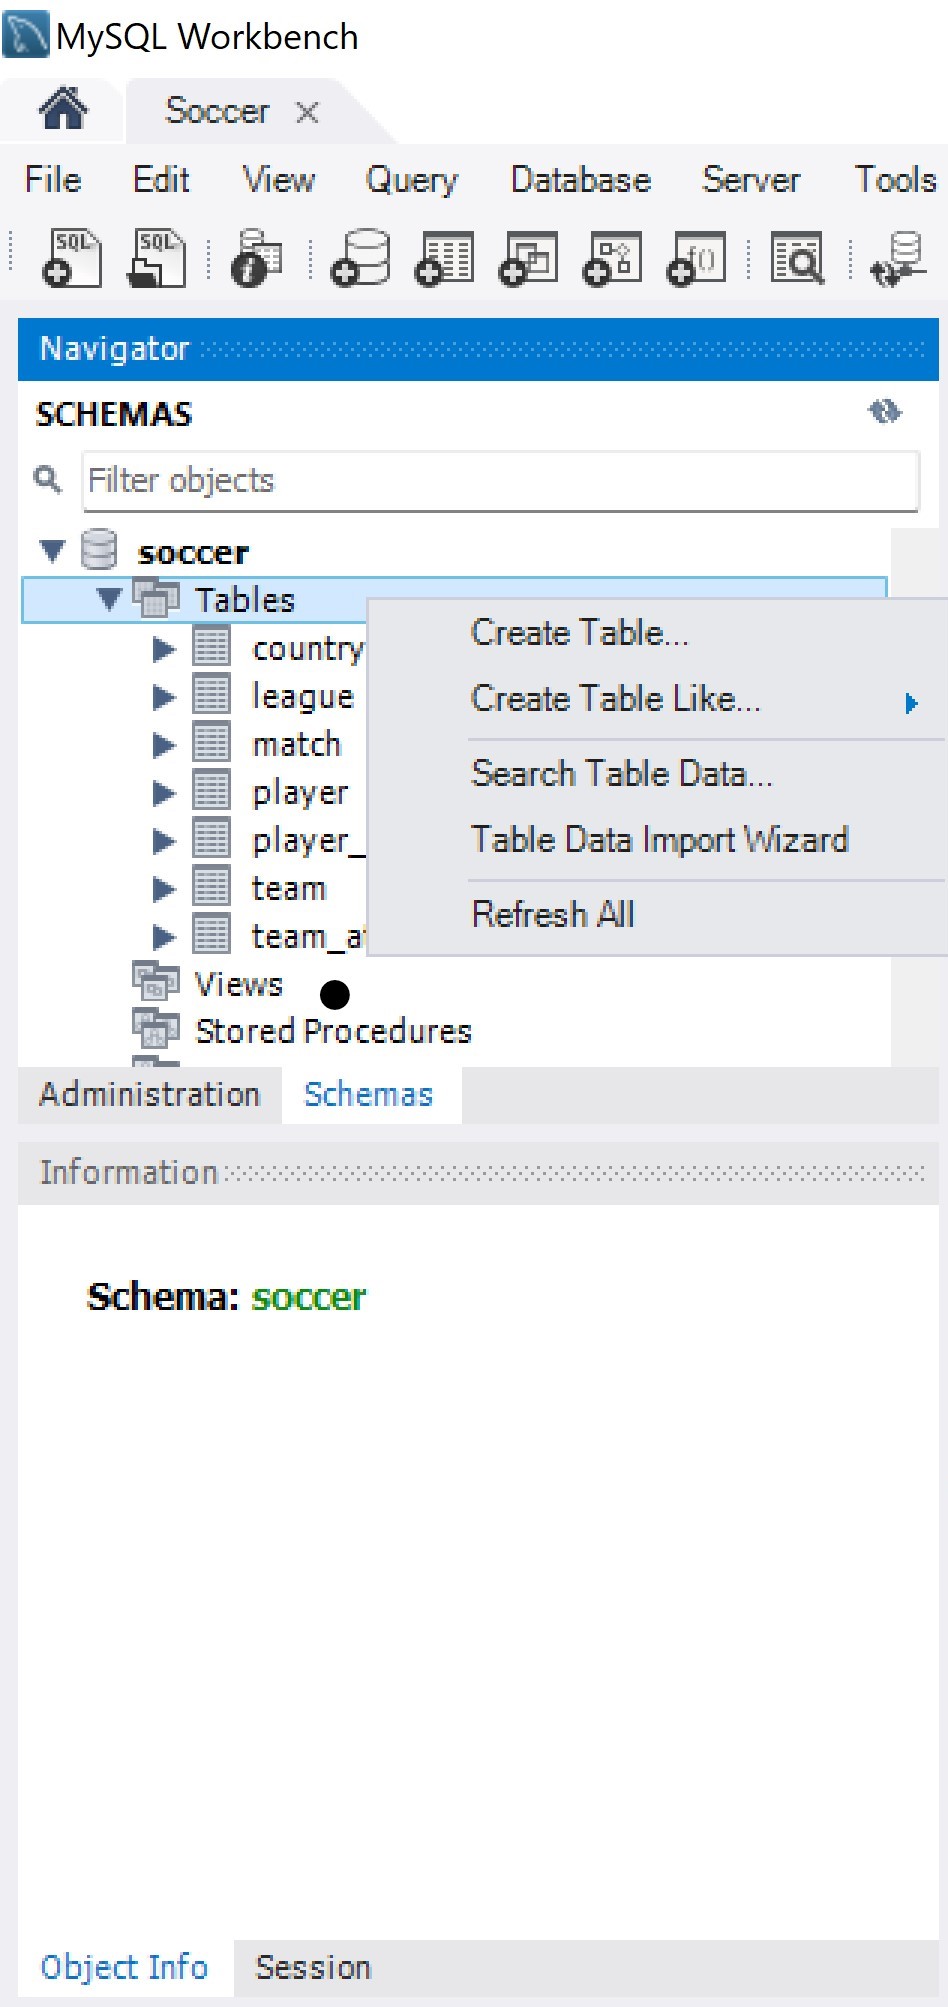 MySQL Workbench
Soccer
File Edit View Query Database Server Tools
SQL SQL f()
Navigator
SCHEMAS
Filter objects
soccer
Tables
Create Table...
country
Create Table Like...
league
match
Search Table Data...
player
Table Data Import Wizard
player_
team
Refresh All
team_at
Views
Stored Procedures
Administration Schemas
Information
Schema: soccer
Object Info Session